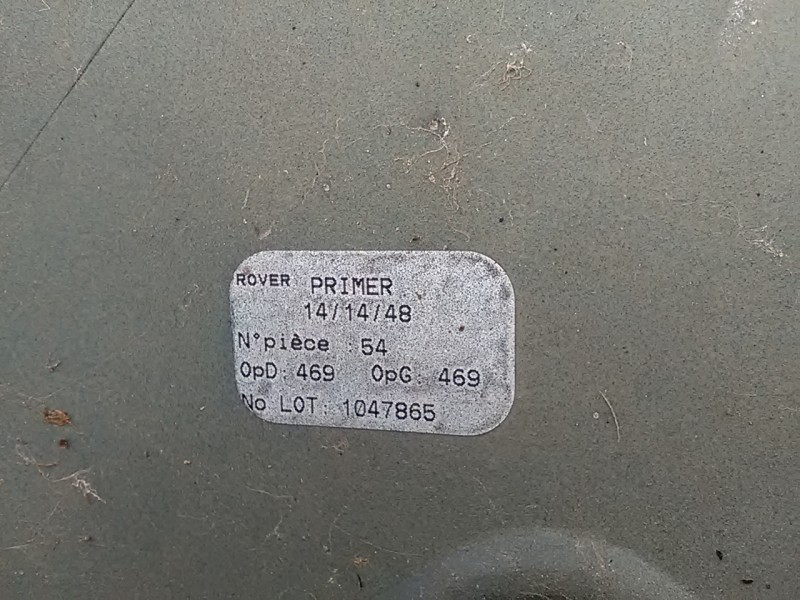 ROVER PRIMER
14/14/48
N°pièce : 54
OpD: 469 OpG: 469
No LOT: 1047865